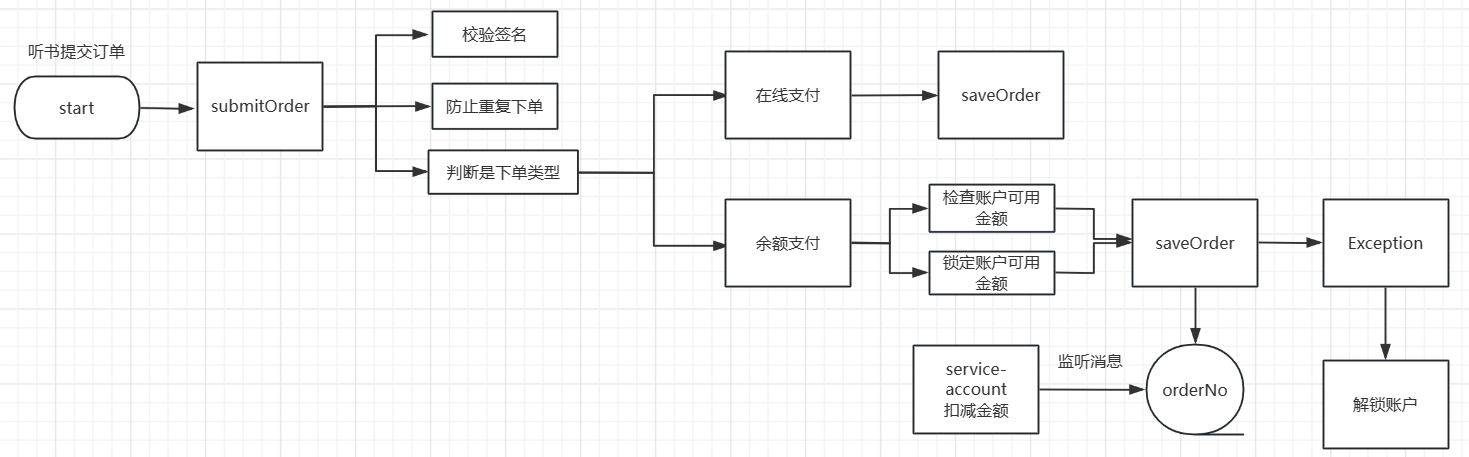 听书提交订单
start
submitOrder
校验签名
防止重复下单
判断是下单类型
在线支付
saveOrder
余额支付
检查账户可用
金额
锁定账户可用
金额
saveOrder
Exception
service-
account
扣减金额
监听消息
orderNo
解锁账户